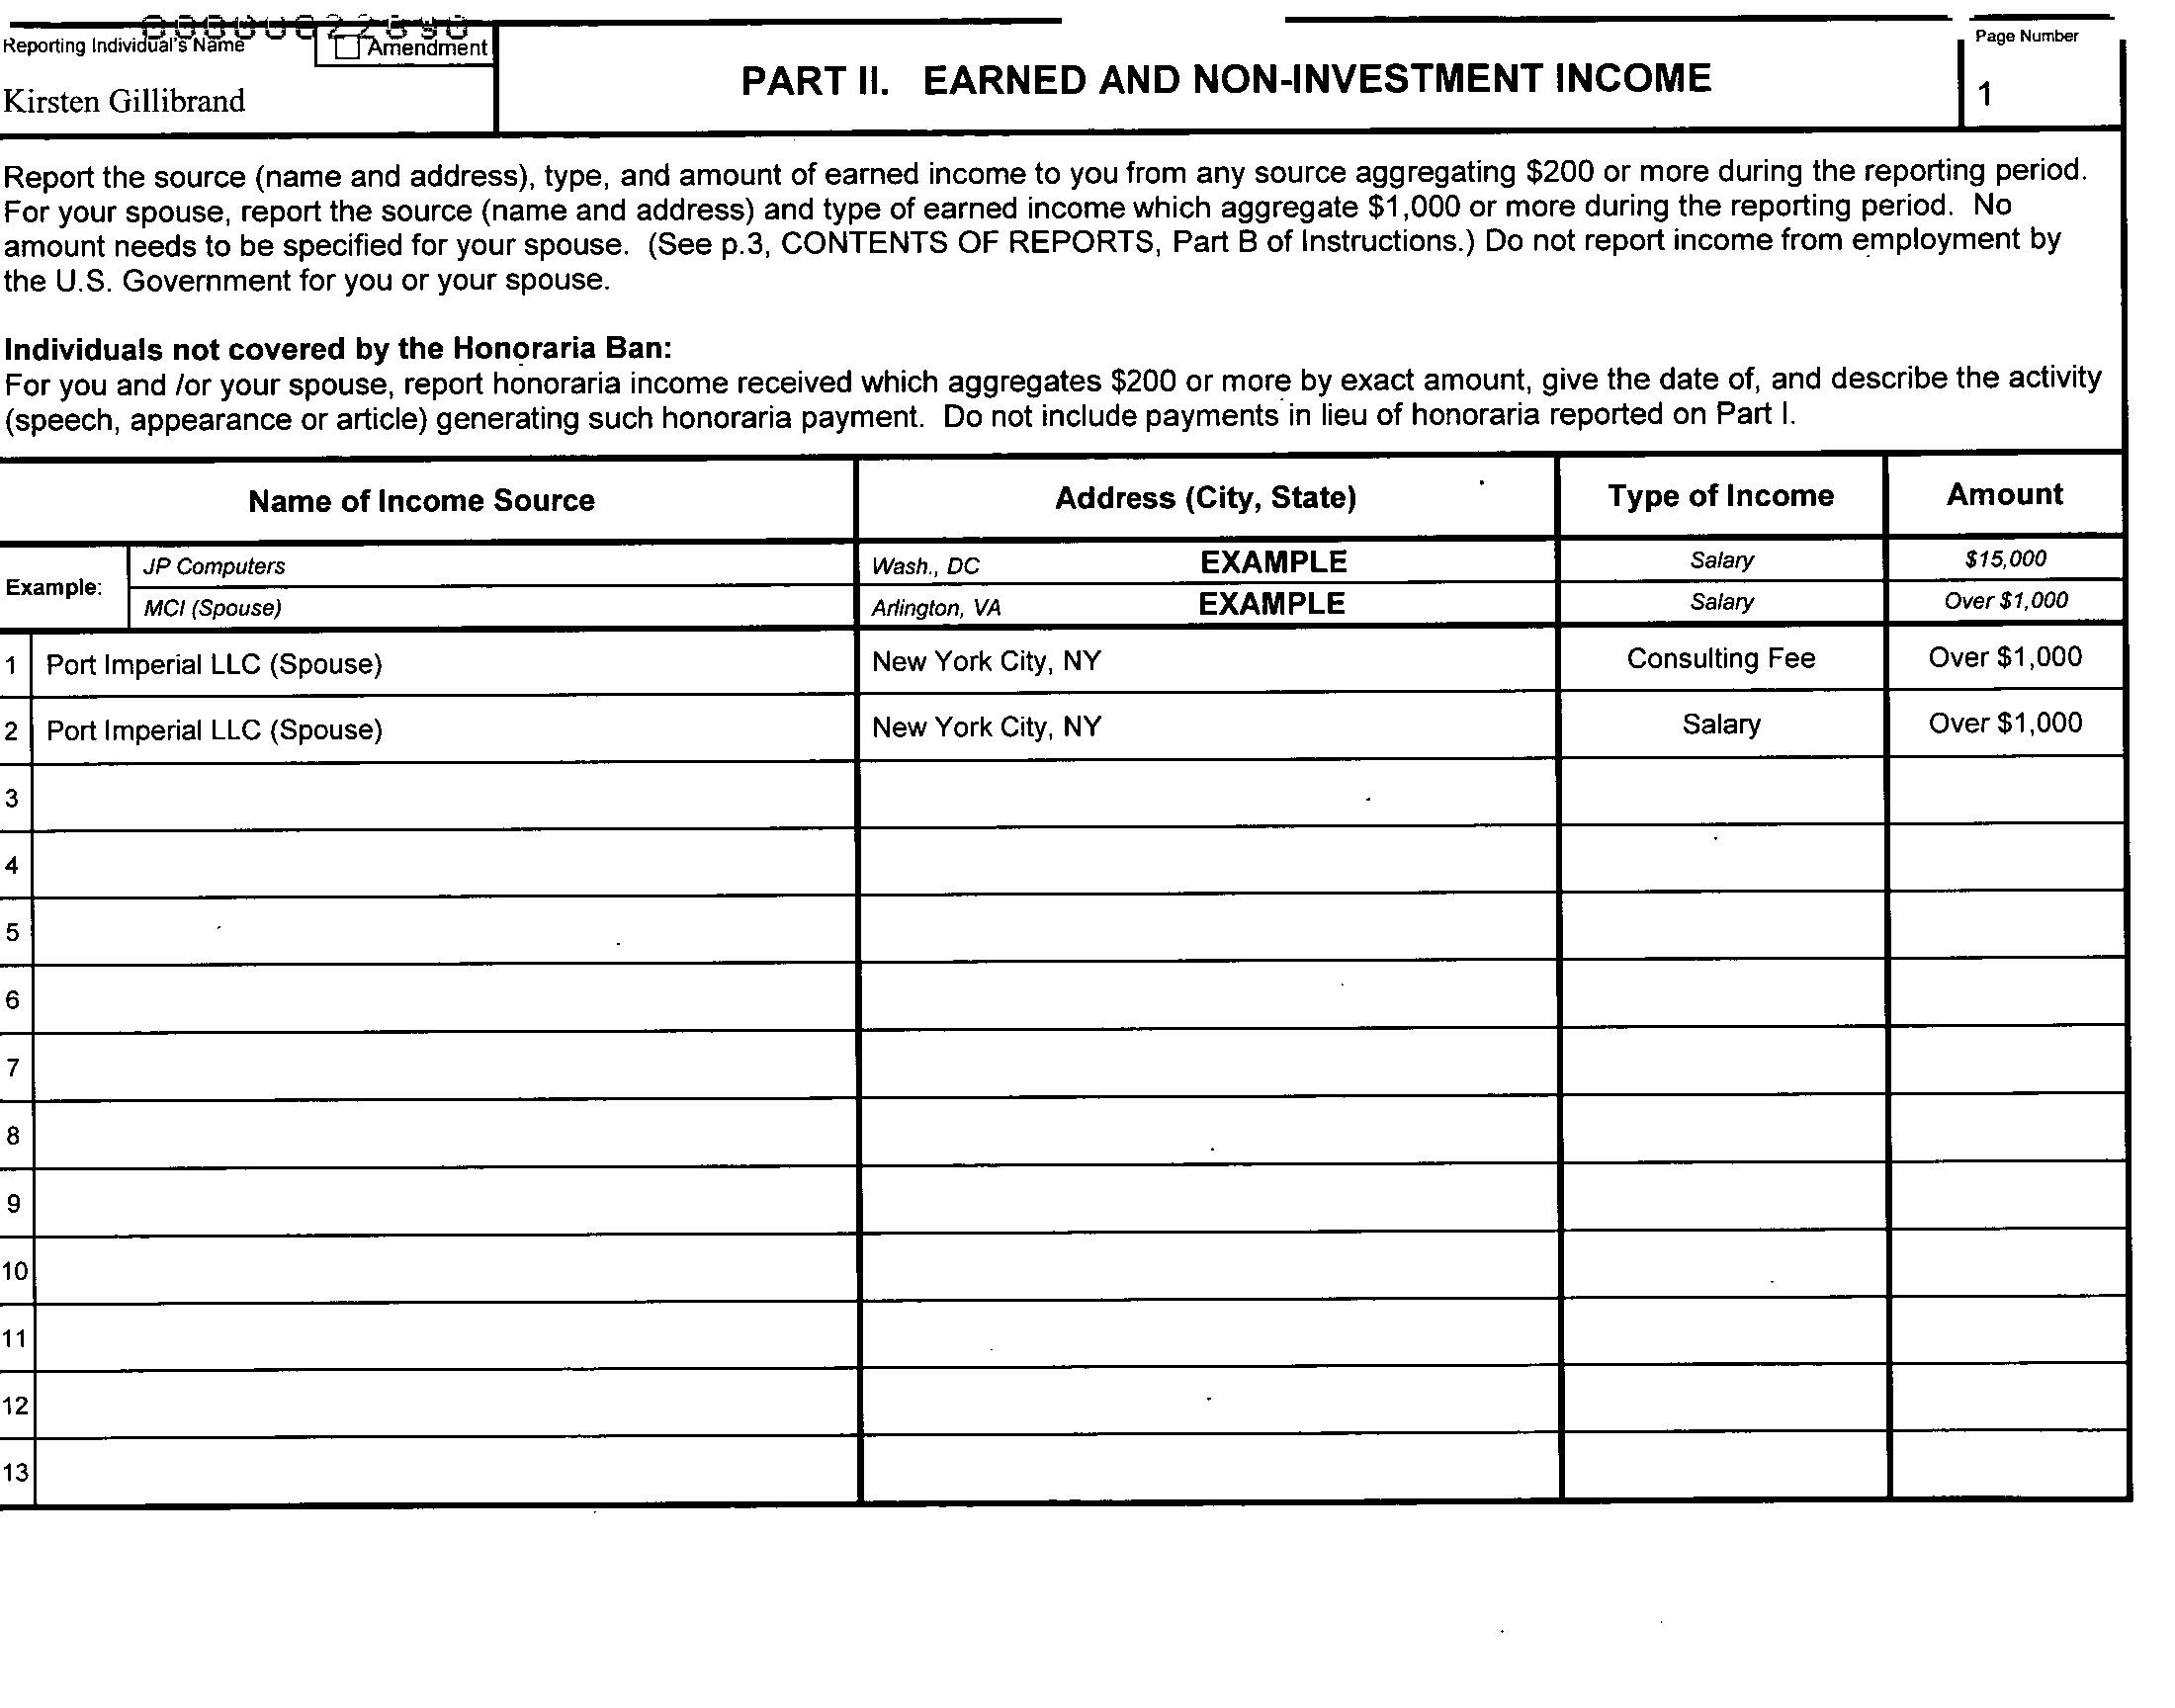 Reporting Individual's Name
Amendment
Kirsten Gillibrand
PART II. EARNED AND NON-INVESTMENT INCOME
Page Number
1
Report the source (name and address), type, and amount of earned income to you from any source aggregating $200 or more during the reporting period.
For your spouse, report the source (name and address) and type of earned income which aggregate $1,000 or more during the reporting period. No
amount needs to be specified for your spouse. (See p.3, CONTENTS OF REPORTS, Part B of Instructions.) Do not report income from employment by
the U.S. Government for you or your spouse.
Individuals not covered by the Honoraria Ban:
For you and /or your spouse, report honoraria income received which aggregates $200 or more by exact amount, give the date of, and describe the activity
(speech, appearance or article) generating such honoraria payment. Do not include payments in lieu of honoraria reported on Part I.
Name of Income Source Address (City, State) Type of Income Amount
Example: JP Computers Wash., DC EXAMPLE Salary $15,000
MCI (Spouse) Arlington, VA EXAMPLE Salary Over $1,000
1 Port Imperial LLC (Spouse) New York City, NY Consulting Fee Over $1,000
2 Port Imperial LLC (Spouse) New York City, NY Salary Over $1,000
3
4
5
6
7
8
9
10
11
12
13